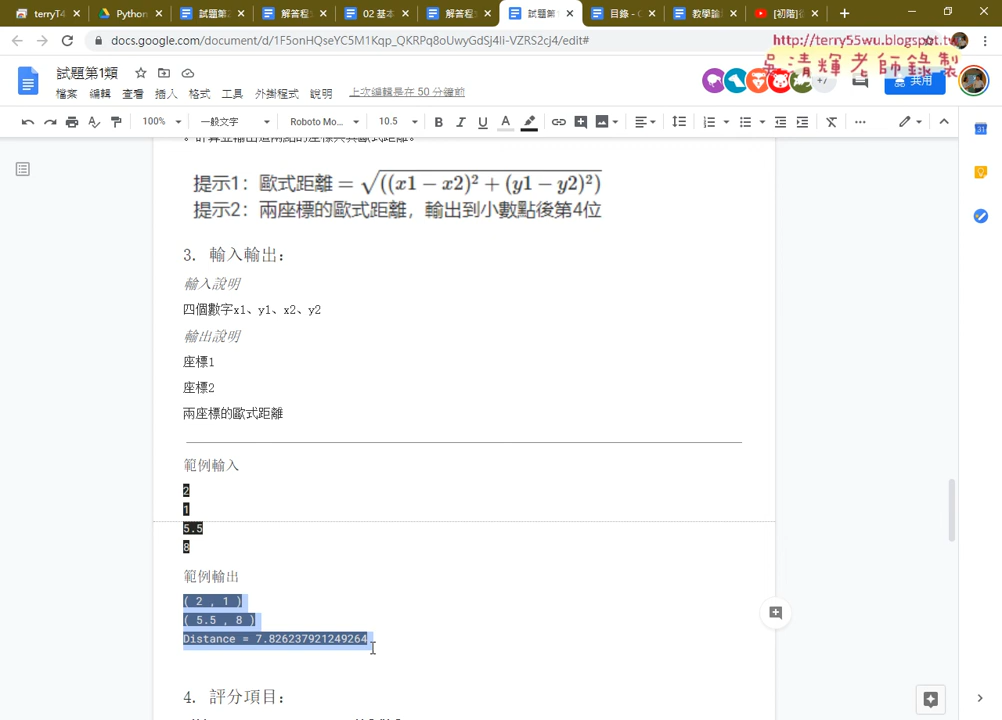 terryT4
Python
試題第
解答程
02 基本
解答程
試題第
目錄 - G
教學論
[初階]
docs.google.com/document/d/1F5onHQseYC5M1Kqp_QKRPq8oUwyGdSj4Ii-VZRS2cj4/edit#
http://terry55wu.blogspot.tw
吳清輝老師錄製
試題第1類
檔案 編輯 查看 插入 格式 工具 外掛程式 說明 上次編輯是在 50 分鐘前
+7
共用
100% 一般文字 Roboto Mo... 10.5 B I U A
提示1：歐式距離 = √((x1 − x2)² + (y1 − y2)²)
提示2：兩座標的歐式距離，輸出到小數點後第4位
3. 輸入輸出：
輸入說明
四個數字x1、y1、x2、y2
輸出說明
座標1
座標2
兩座標的歐式距離
範例輸入
2
1
5.5
8
範例輸出
( 2 , 1 )
( 5.5 , 8 )
Distance = 7.826237921249264
4. 評分項目：